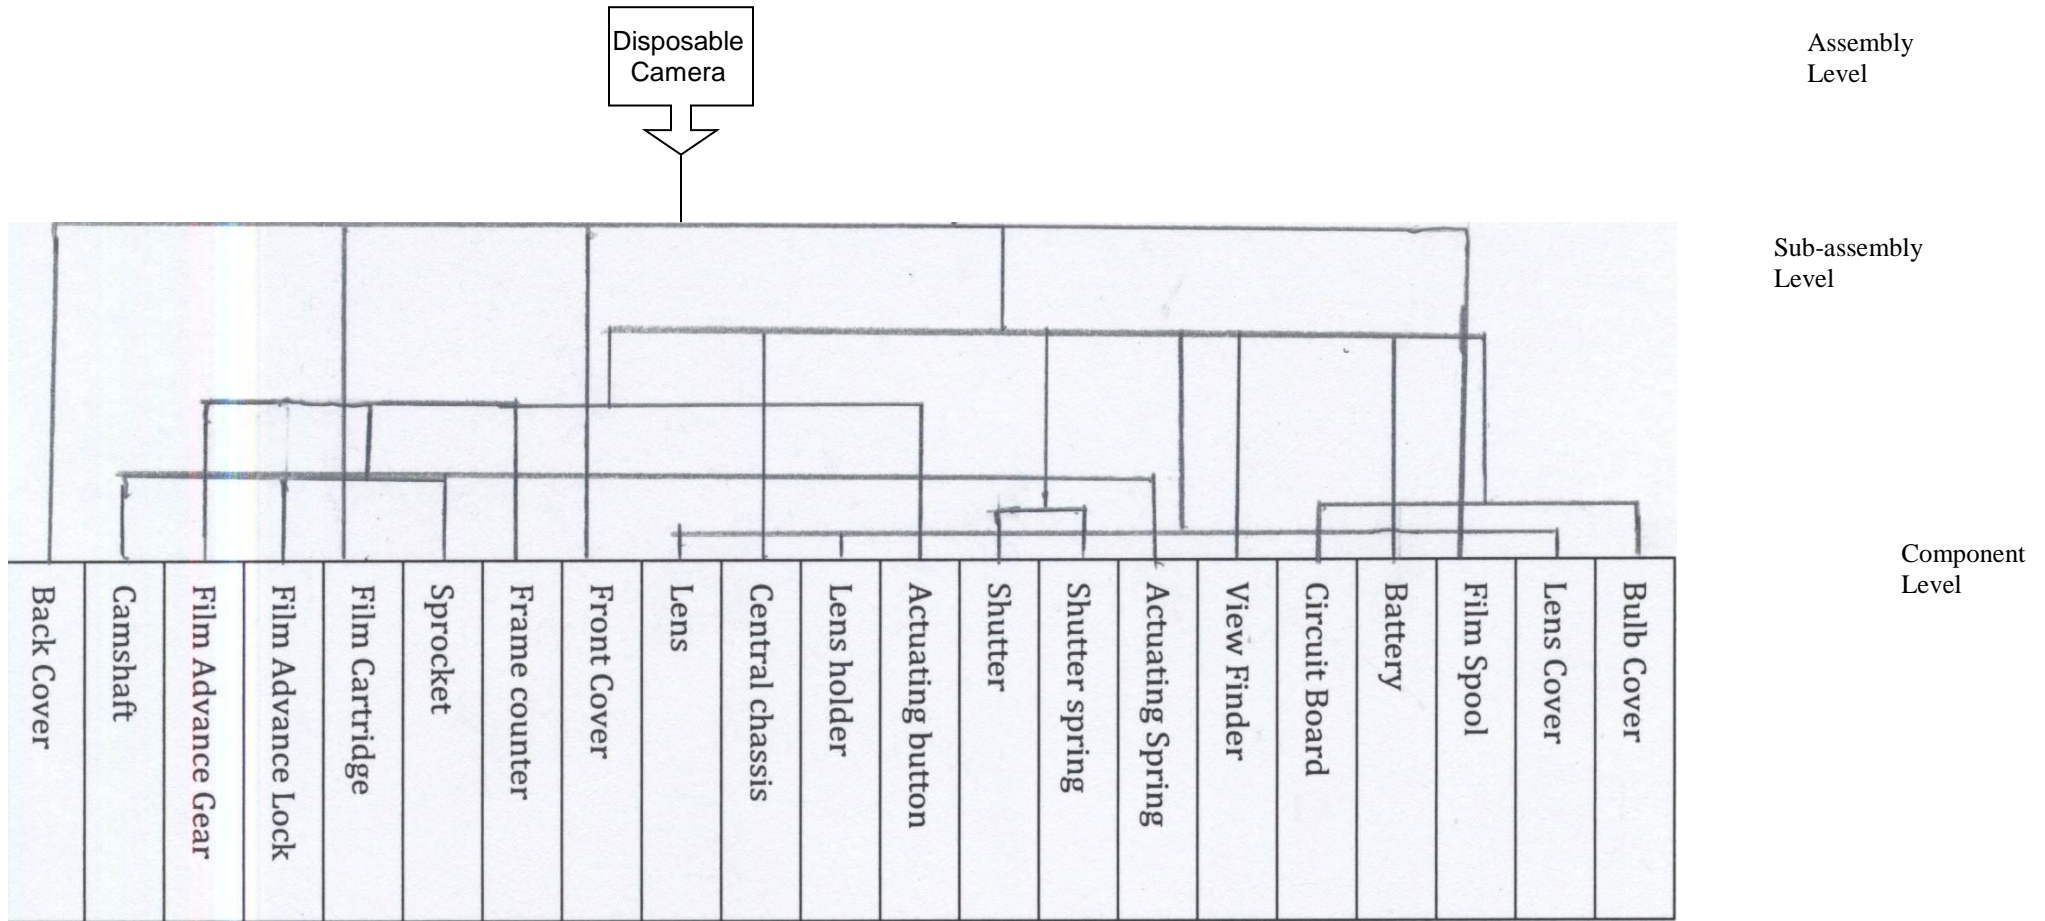 Disposable
Camera
Assembly
Level
Sub-assembly
Level
Component
Level
Back Cover
Camshaft
Film Advance Gear
Film Advance Lock
Film Cartridge
Sprocket
Frame counter
Front Cover
Lens
Central chassis
Lens holder
Actuating button
Shutter
Shutter spring
Actuating Spring
View Finder
Circuit Board
Battery
Film Spool
Lens Cover
Bulb Cover